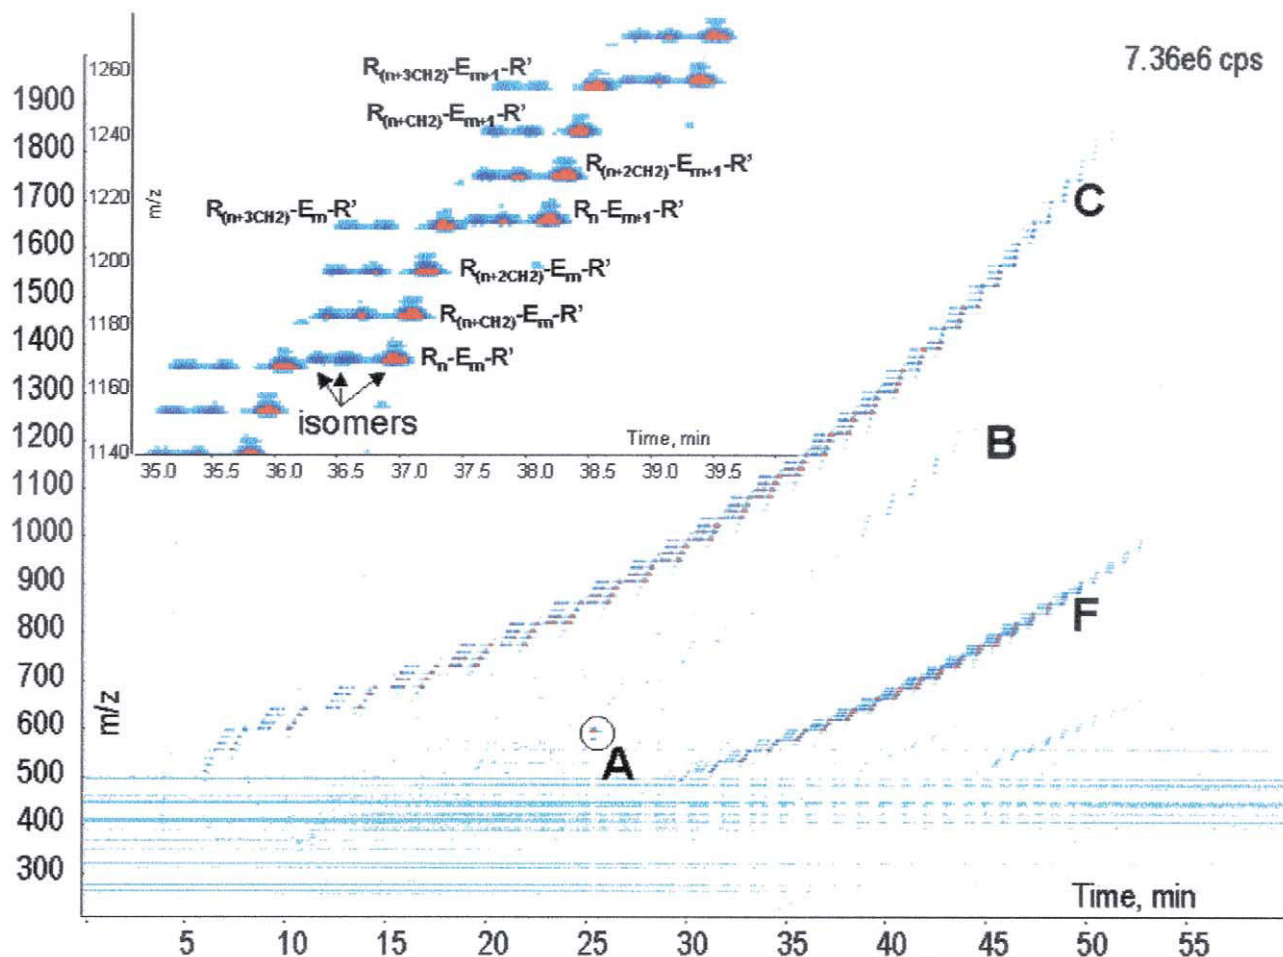 7.36e6 cps
1260
1240
1220
1200
1180
1160
1140
m/z
R(n+3CH2)-Em+1-R'
R(n+CH2)-Em+1-R'
R(n+2CH2)-Em+1-R'
R(n+3CH2)-Em-R'
Rn-Em+1-R'
R(n+2CH2)-Em-R'
R(n+CH2)-Em-R'
Rn-Em-R'
isomers
Time, min
35.0 35.5 36.0 36.5 37.0 37.5 38.0 38.5 39.0 39.5
1900
1800
1700
1600
1500
1400
1300
1200
1100
1000
900
800
700
600
500
400
300
m/z
C
B
F
A
Time, min
5 10 15 20 25 30 35 40 45 50 55